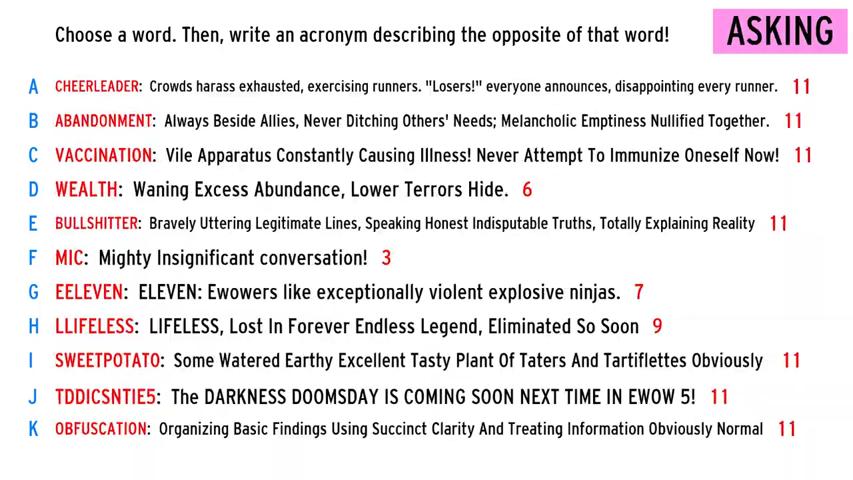 Choose a word. Then, write an acronym describing the opposite of that word!
ASKING
A CHEERLEADER: Crowds harass exhausted, exercising runners. "Losers!" everyone announces, disappointing every runner. 11
B ABANDONMENT: Always Beside Allies, Never Ditching Others' Needs; Melancholic Emptiness Nullified Together. 11
C VACCINATION: Vile Apparatus Constantly Causing Illness! Never Attempt To Immunize Oneself Now! 11
D WEALTH: Waning Excess Abundance, Lower Terrors Hide. 6
E BULLSHITTER: Bravely Uttering Legitimate Lines, Speaking Honest Indisputable Truths, Totally Explaining Reality 11
F MIC: Mighty Insignificant conversation! 3
G EELEVEN: ELEVEN: Ewowers like exceptionally violent explosive ninjas. 7
H LLIFELESS: LIFELESS, Lost In Forever Endless Legend, Eliminated So Soon 9
I SWEETPOTATO: Some Watered Earthy Excellent Tasty Plant Of Taters And Tartiflettes Obviously 11
J TDDICSNTIE5: The DARKNESS DOOMSDAY IS COMING SOON NEXT TIME IN EWOW 5! 11
K OBFUSCATION: Organizing Basic Findings Using Succinct Clarity And Treating Information Obviously Normal 11